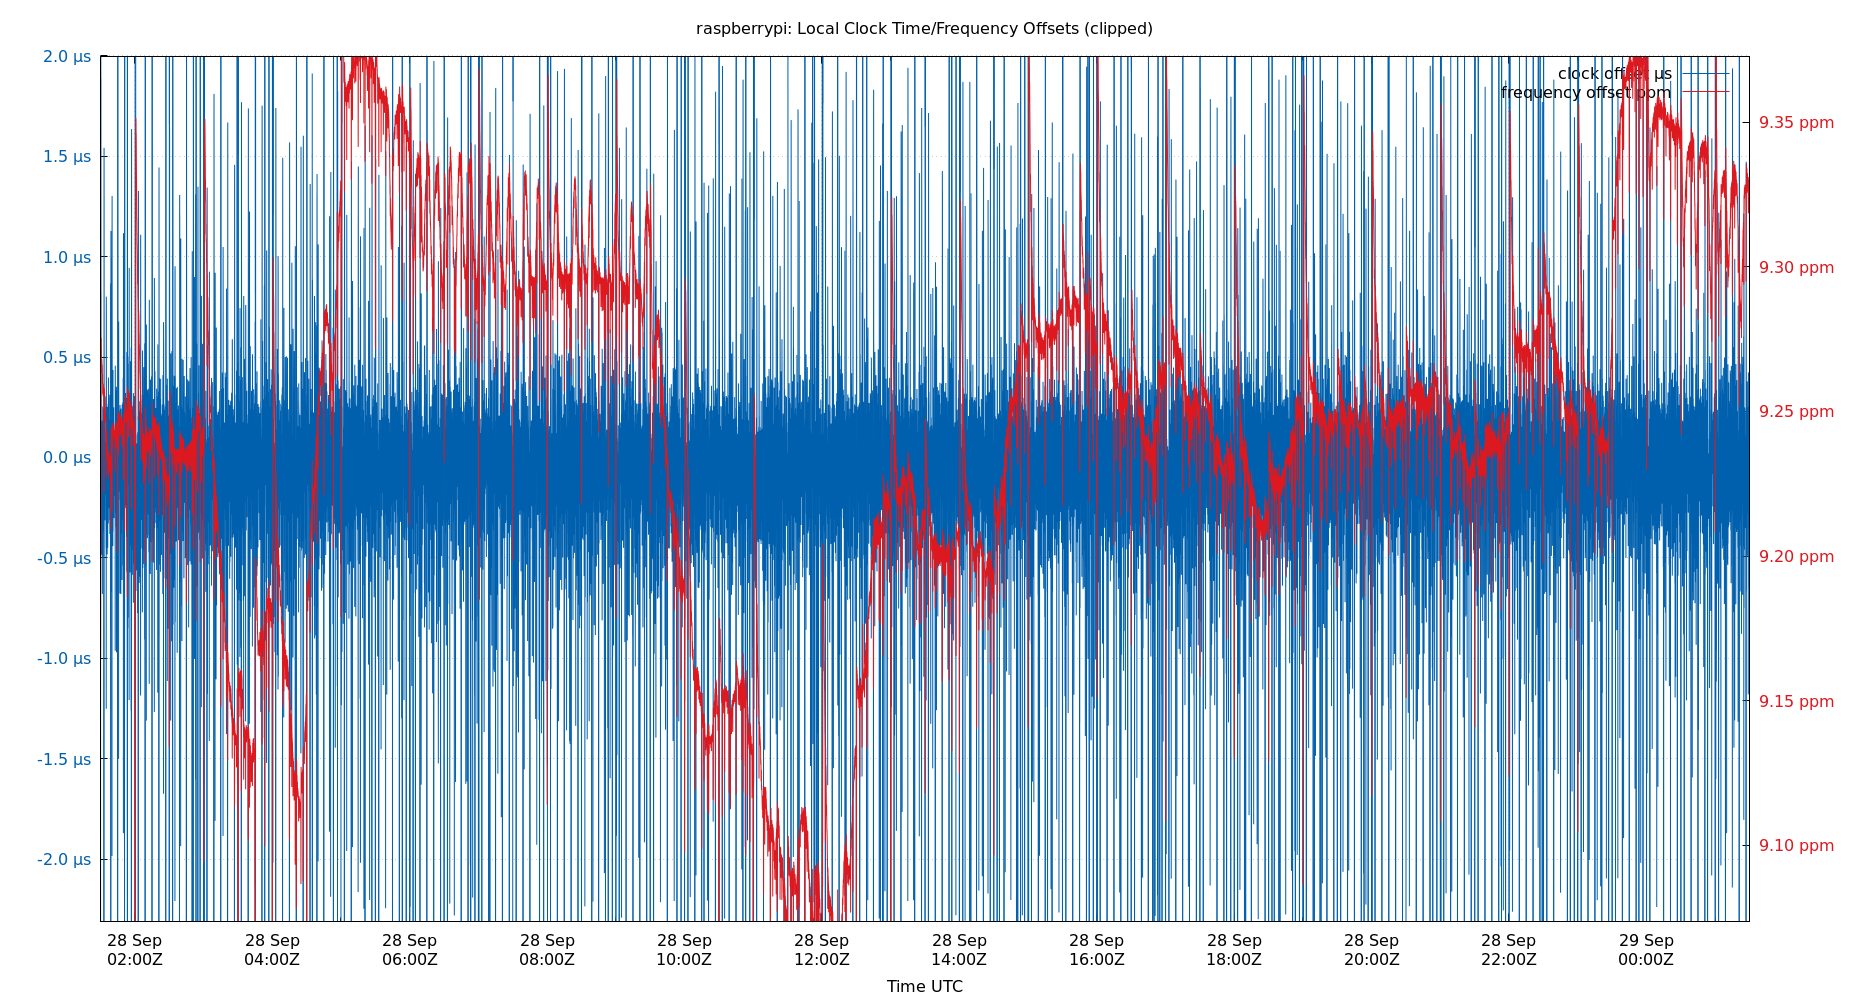 raspberrypi: Local Clock Time/Frequency Offsets (clipped)
clock offset µs
frequency offset ppm
2.0 µs
1.5 µs
1.0 µs
0.5 µs
0.0 µs
-0.5 µs
-1.0 µs
-1.5 µs
-2.0 µs
9.35 ppm
9.30 ppm
9.25 ppm
9.20 ppm
9.15 ppm
9.10 ppm
28 Sep 28 Sep 28 Sep 28 Sep 28 Sep 28 Sep 28 Sep 28 Sep 28 Sep 28 Sep 28 Sep 29 Sep
02:00Z 04:00Z 06:00Z 08:00Z 10:00Z 12:00Z 14:00Z 16:00Z 18:00Z 20:00Z 22:00Z 00:00Z
Time UTC